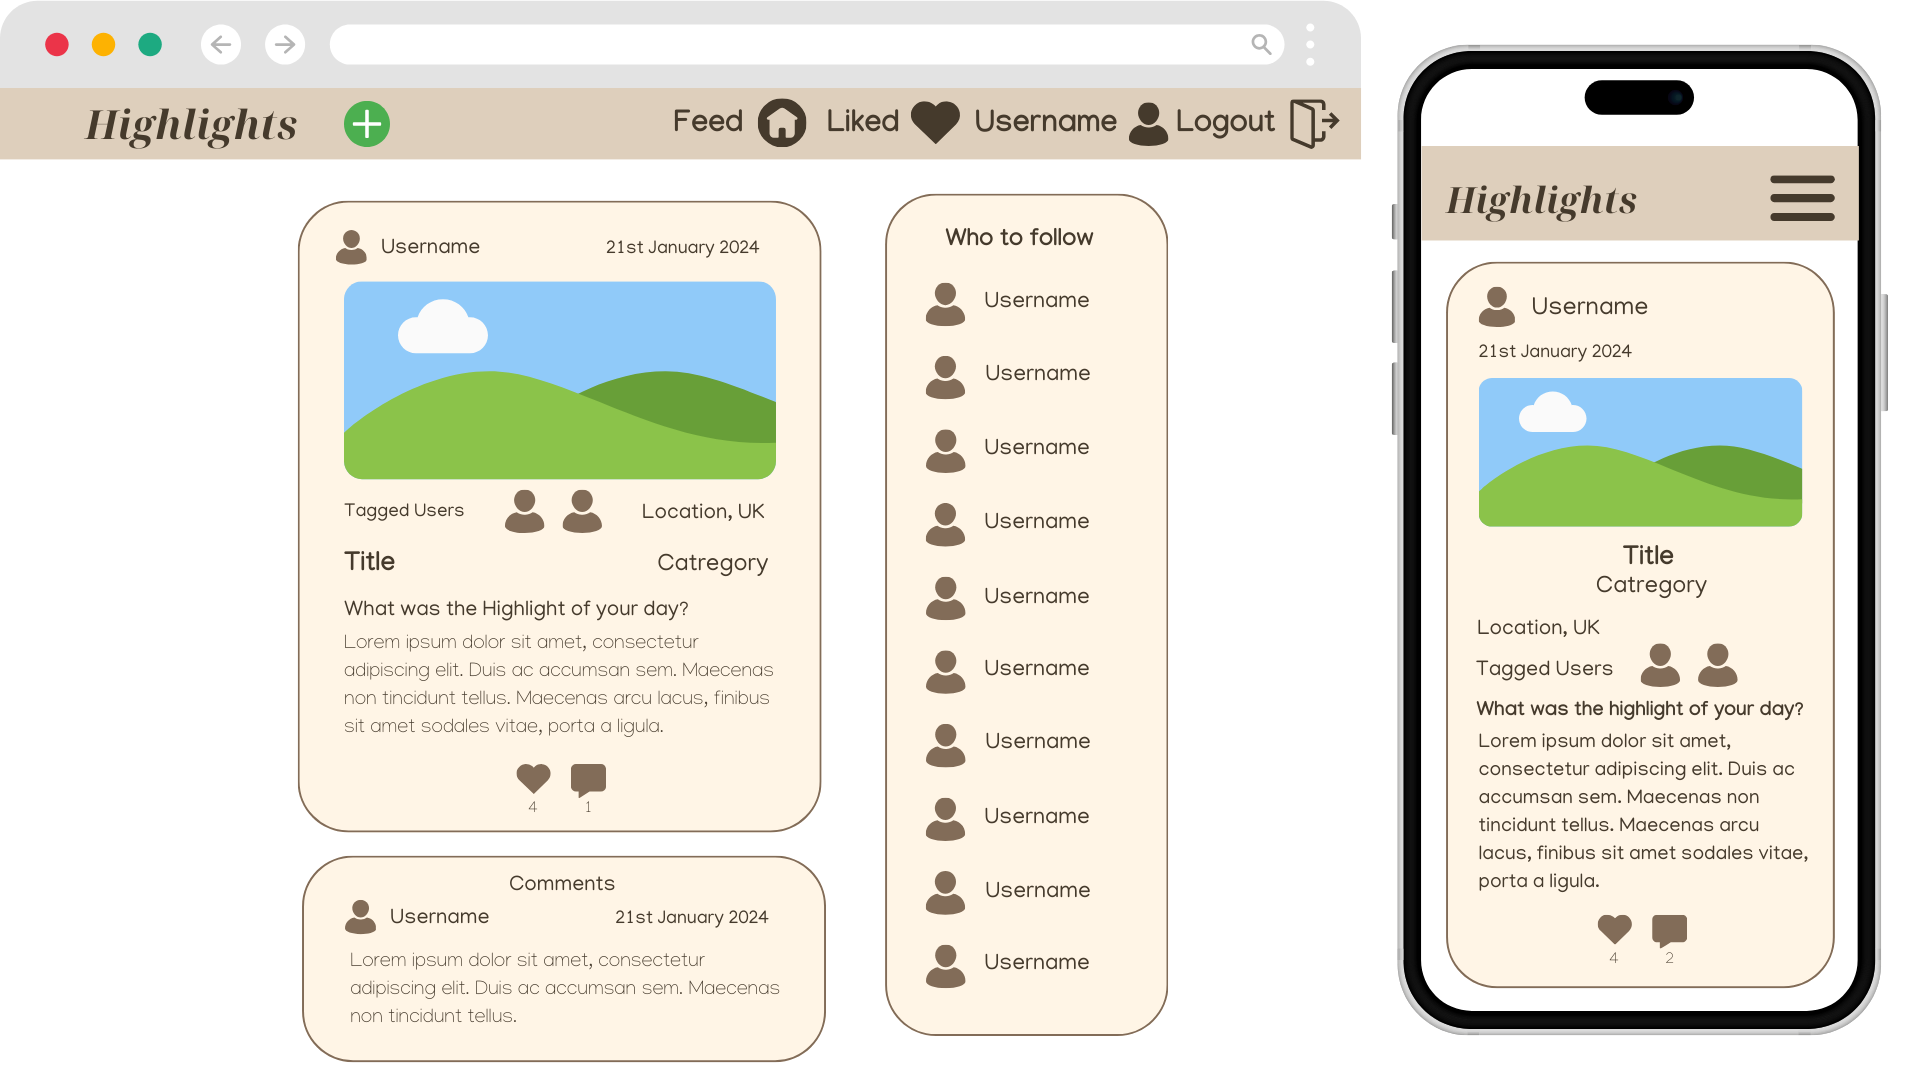 Highlights
Feed
Liked
Username
Logout
Username
21st January 2024
Tagged Users
Location, UK
Title
Catregory
What was the Highlight of your day?
Lorem ipsum dolor sit amet, consectetur
adipiscing elit. Duis ac accumsan sem. Maecenas
non tincidunt tellus. Maecenas arcu lacus, finibus
sit amet sodales vitae, porta a ligula.
4
1
Comments
Username
21st January 2024
Lorem ipsum dolor sit amet, consectetur
adipiscing elit. Duis ac accumsan sem. Maecenas
non tincidunt tellus.
Who to follow
Username
Username
Username
Username
Username
Username
Username
Username
Username
Username
Highlights
Username
21st January 2024
Title
Catregory
Location, UK
Tagged Users
What was the highlight of your day?
Lorem ipsum dolor sit amet,
consectetur adipiscing elit. Duis ac
accumsan sem. Maecenas non
tincidunt tellus. Maecenas arcu
lacus, finibus sit amet sodales vitae,
porta a ligula.
4
2